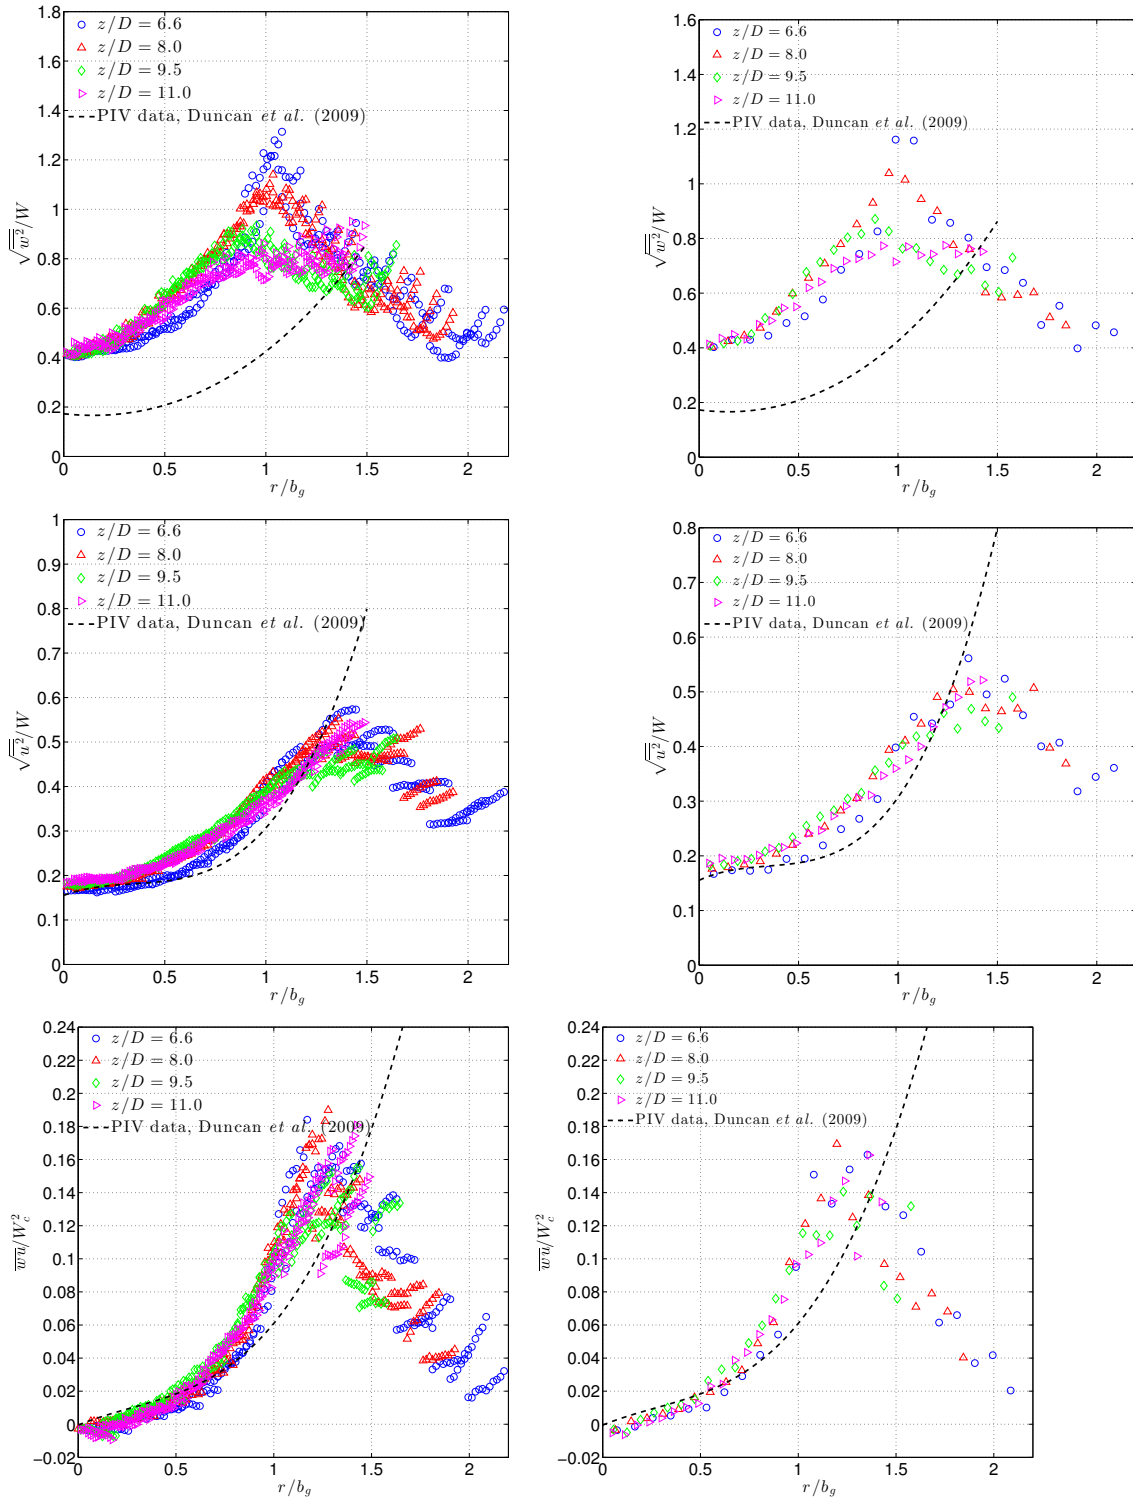 1.8
1.6
1.4
1.2
1
0.8
0.6
0.4
0.2
0
0 0.5 1 1.5 2
r/b_g
√w̿²/W
z/D = 6.6
z/D = 8.0
z/D = 9.5
z/D = 11.0
PIV data, Duncan et al. (2009)
1.6
1.4
1.2
1
0.8
0.6
0.4
0.2
0
0 0.5 1 1.5 2
r/b_g
√w̿²/W
z/D = 6.6
z/D = 8.0
z/D = 9.5
z/D = 11.0
PIV data, Duncan et al. (2009)
1
0.9
0.8
0.7
0.6
0.5
0.4
0.3
0.2
0.1
0
0 0.5 1 1.5 2
r/b_g
√u̿²/W
z/D = 6.6
z/D = 8.0
z/D = 9.5
z/D = 11.0
PIV data, Duncan et al. (2009)
0.8
0.7
0.6
0.5
0.4
0.3
0.2
0.1
0
0 0.5 1 1.5 2
r/b_g
√u̿²/W
z/D = 6.6
z/D = 8.0
z/D = 9.5
z/D = 11.0
PIV data, Duncan et al. (2009)
0.24
0.22
0.2
0.18
0.16
0.14
0.12
0.1
0.08
0.06
0.04
0.02
0
−0.02
0 0.5 1 1.5 2
r/b_g
w̅u̅/W_c²
z/D = 6.6
z/D = 8.0
z/D = 9.5
z/D = 11.0
PIV data, Duncan et al. (2009)
0.24
0.22
0.2
0.18
0.16
0.14
0.12
0.1
0.08
0.06
0.04
0.02
0
−0.02
0 0.5 1 1.5 2
r/b_g
w̅u̅/W_c²
z/D = 6.6
z/D = 8.0
z/D = 9.5
z/D = 11.0
PIV data, Duncan et al. (2009)